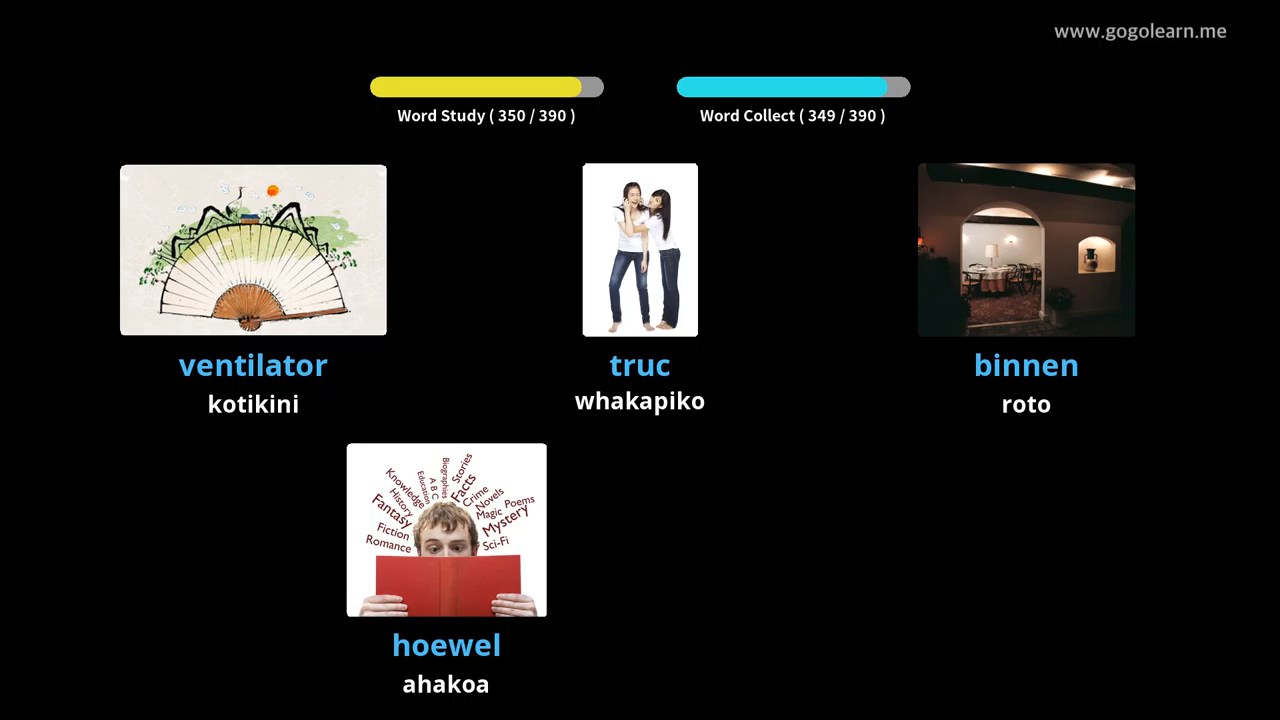 www.gogolearn.me
Word Study ( 350 / 390 )
Word Collect ( 349 / 390 )
ventilator
kotikini
truc
whakapiko
binnen
roto
Stories
Biographies
Facts
A B C
Education
Knowledge
Crime
History
Novels
Fantasy
Magic
Poems
Mystery
Fiction
Romance
Sci-Fi
hoewel
ahakoa